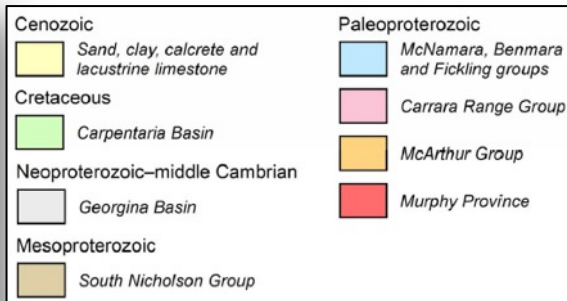 Cenozoic
Sand, clay, calcrete and
lacustrine limestone
Cretaceous
Carpentaria Basin
Neoproterozoic–middle Cambrian
Georgina Basin
Mesoproterozoic
South Nicholson Group
Paleoproterozoic
McNamara, Benmara
and Fickling groups
Carrara Range Group
McArthur Group
Murphy Province